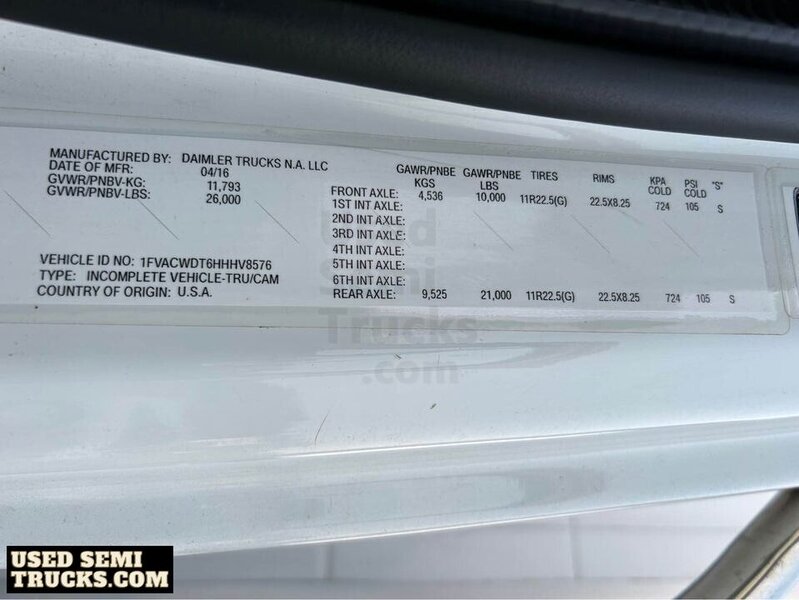 MANUFACTURED BY: DAIMLER TRUCKS N.A. LLC
DATE OF MFR: 04/16
GVWR/PNBV-KG: 11,793
GVWR/PNBV-LBS: 26,000
VEHICLE ID NO: 1FVACWDT6HHHV8576
TYPE: INCOMPLETE VEHICLE-TRU/CAM
COUNTRY OF ORIGIN: U.S.A.
GAWR/PNBE KGS GAWR/PNBE LBS TIRES RIMS KPA COLD PSI COLD "S"
FRONT AXLE: 4,536 10,000 11R22.5(G) 22.5X8.25 724 105 S
1ST INT AXLE:
2ND INT AXLE:
3RD INT AXLE:
4TH INT AXLE:
5TH INT AXLE:
6TH INT AXLE:
REAR AXLE: 9,525 21,000 11R22.5(G) 22.5X8.25 724 105 S
Used
Semi
Trucks
.com
USED SEMI
TRUCKS.COM